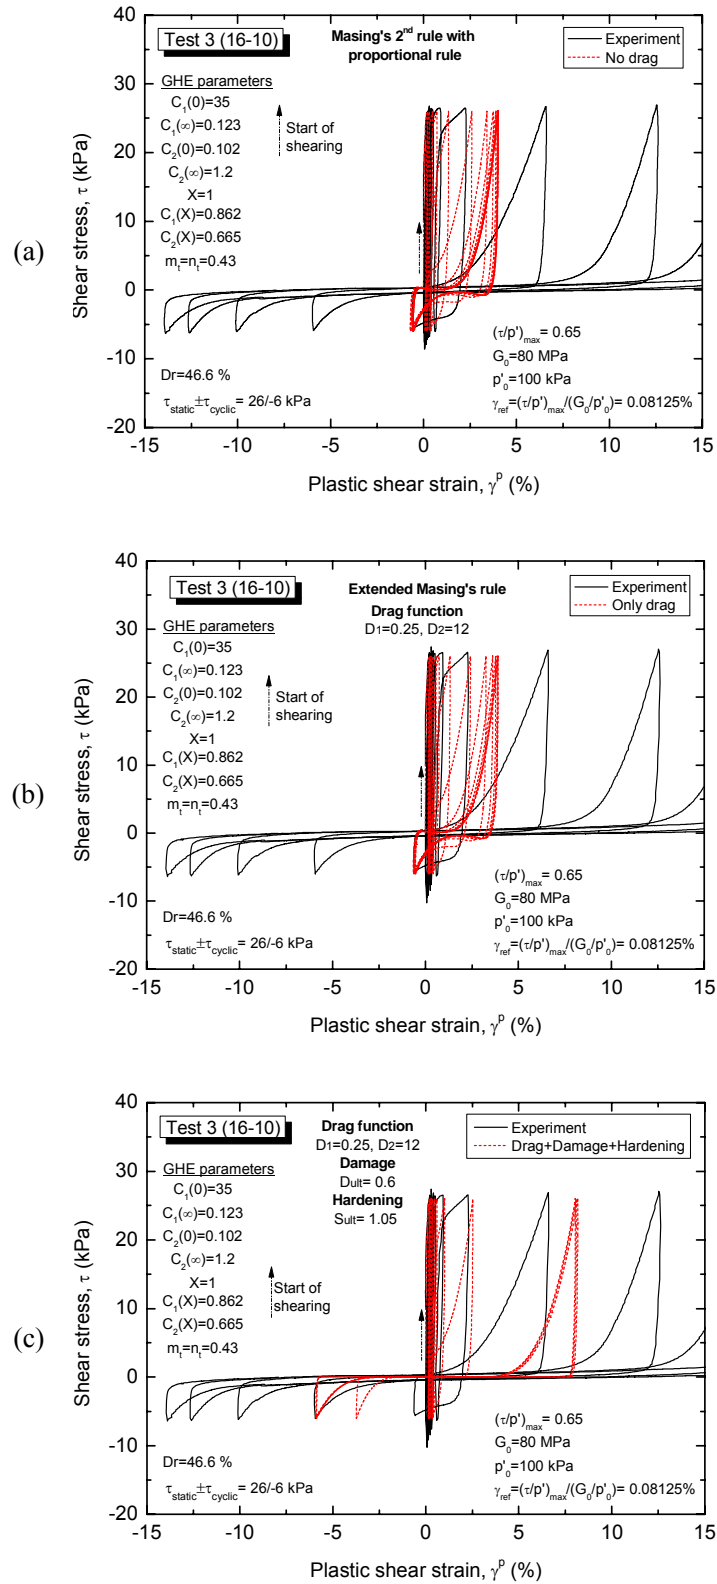 (a)
Test 3 (16-10)
Masing's 2nd rule with
proportional rule
Experiment
No drag
GHE parameters
C1(0)=35
C1(∞)=0.123
C2(0)=0.102
C2(∞)=1.2
X=1
C1(X)=0.862
C2(X)=0.665
mt=nt=0.43
Start of
shearing
Dr=46.6 %
τstatic±τcyclic= 26/-6 kPa
(τ/p')max= 0.65
G0=80 MPa
p'0=100 kPa
γref=(τ/p')max/(G0/p'0)= 0.08125%
Shear stress, τ (kPa)
40
30
20
10
0
-10
-20
-15 -10 -5 0 5 10 15
Plastic shear strain, γp (%)
(b)
Test 3 (16-10)
Extended Masing's rule
Drag function
D1=0.25, D2=12
Experiment
Only drag
GHE parameters
C1(0)=35
C1(∞)=0.123
C2(0)=0.102
C2(∞)=1.2
X=1
C1(X)=0.862
C2(X)=0.665
mt=nt=0.43
Start of
shearing
Dr=46.6 %
τstatic±τcyclic= 26/-6 kPa
(τ/p')max= 0.65
G0=80 MPa
p'0=100 kPa
γref=(τ/p')max/(G0/p'0)= 0.08125%
Shear stress, τ (kPa)
40
30
20
10
0
-10
-20
-15 -10 -5 0 5 10 15
Plastic shear strain, γp (%)
(c)
Test 3 (16-10)
Drag function
D1=0.25, D2=12
Damage
Dult= 0.6
Hardening
Sult= 1.05
Experiment
Drag+Damage+Hardening
GHE parameters
C1(0)=35
C1(∞)=0.123
C2(0)=0.102
C2(∞)=1.2
X=1
C1(X)=0.862
C2(X)=0.665
mt=nt=0.43
Start of
shearing
Dr=46.6 %
τstatic±τcyclic= 26/-6 kPa
(τ/p')max= 0.65
G0=80 MPa
p'0=100 kPa
γref=(τ/p')max/(G0/p'0)= 0.08125%
Shear stress, τ (kPa)
40
30
20
10
0
-10
-20
-15 -10 -5 0 5 10 15
Plastic shear strain, γp (%)